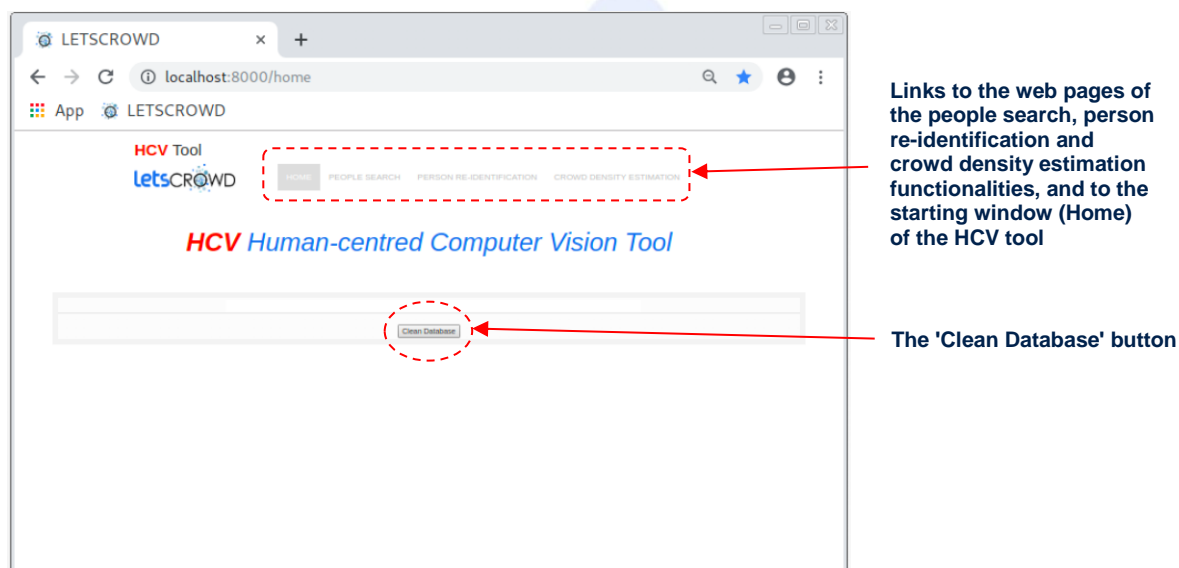 LETSCROWD
localhost:8000/home
App LETSCROWD
HCV Tool
LetsCROWD
HOME PEOPLE SEARCH PERSON RE-IDENTIFICATION CROWD DENSITY ESTIMATION
HCV Human-centred Computer Vision Tool
Clean Database
Links to the web pages of
the people search, person
re-identification and
crowd density estimation
functionalities, and to the
starting window (Home)
of the HCV tool
The 'Clean Database' button